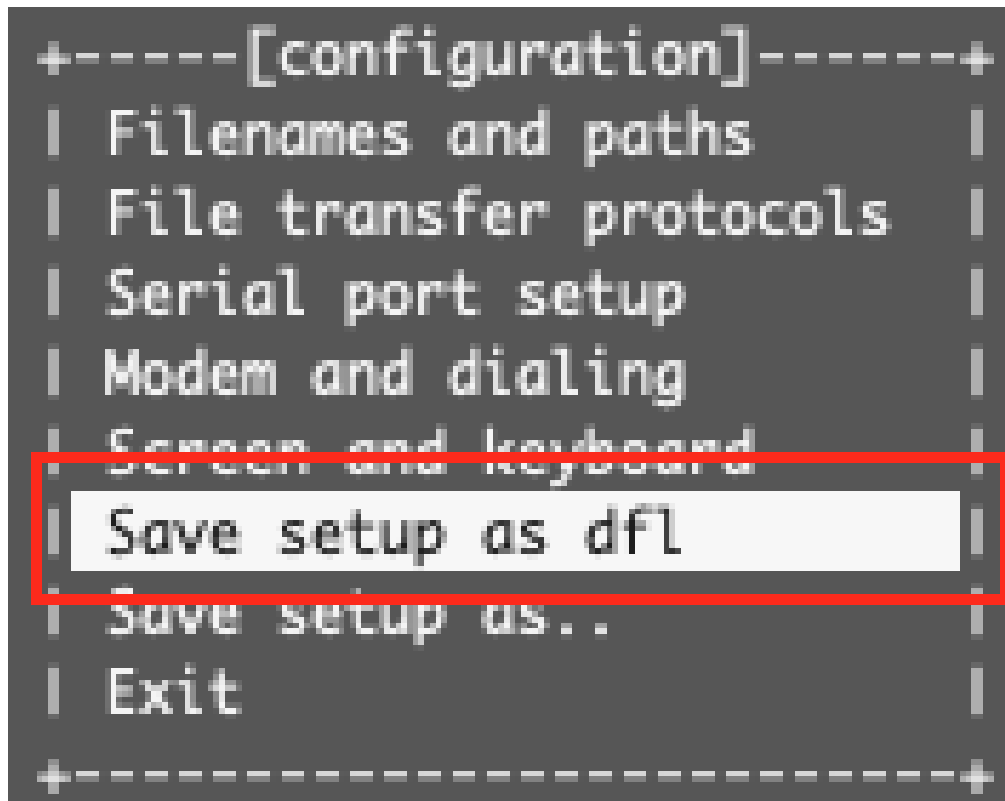 +-----[configuration]------+
| Filenames and paths |
| File transfer protocols |
| Serial port setup |
| Modem and dialing |
| Screen and keyboard |
| Save setup as dfl |
| Save setup as.. |
| Exit |
+--------------------------+